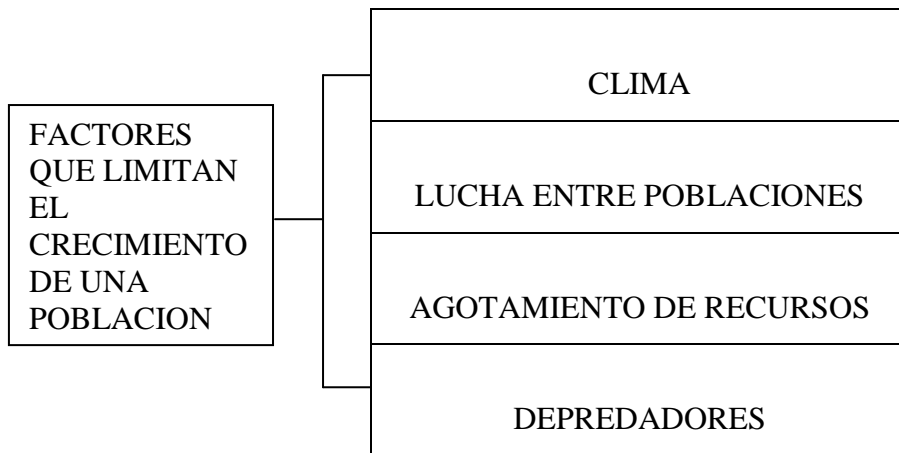 FACTORES
QUE LIMITAN
EL
CRECIMIENTO
DE UNA
POBLACION
CLIMA
LUCHA ENTRE POBLACIONES
AGOTAMIENTO DE RECURSOS
DEPREDADORES